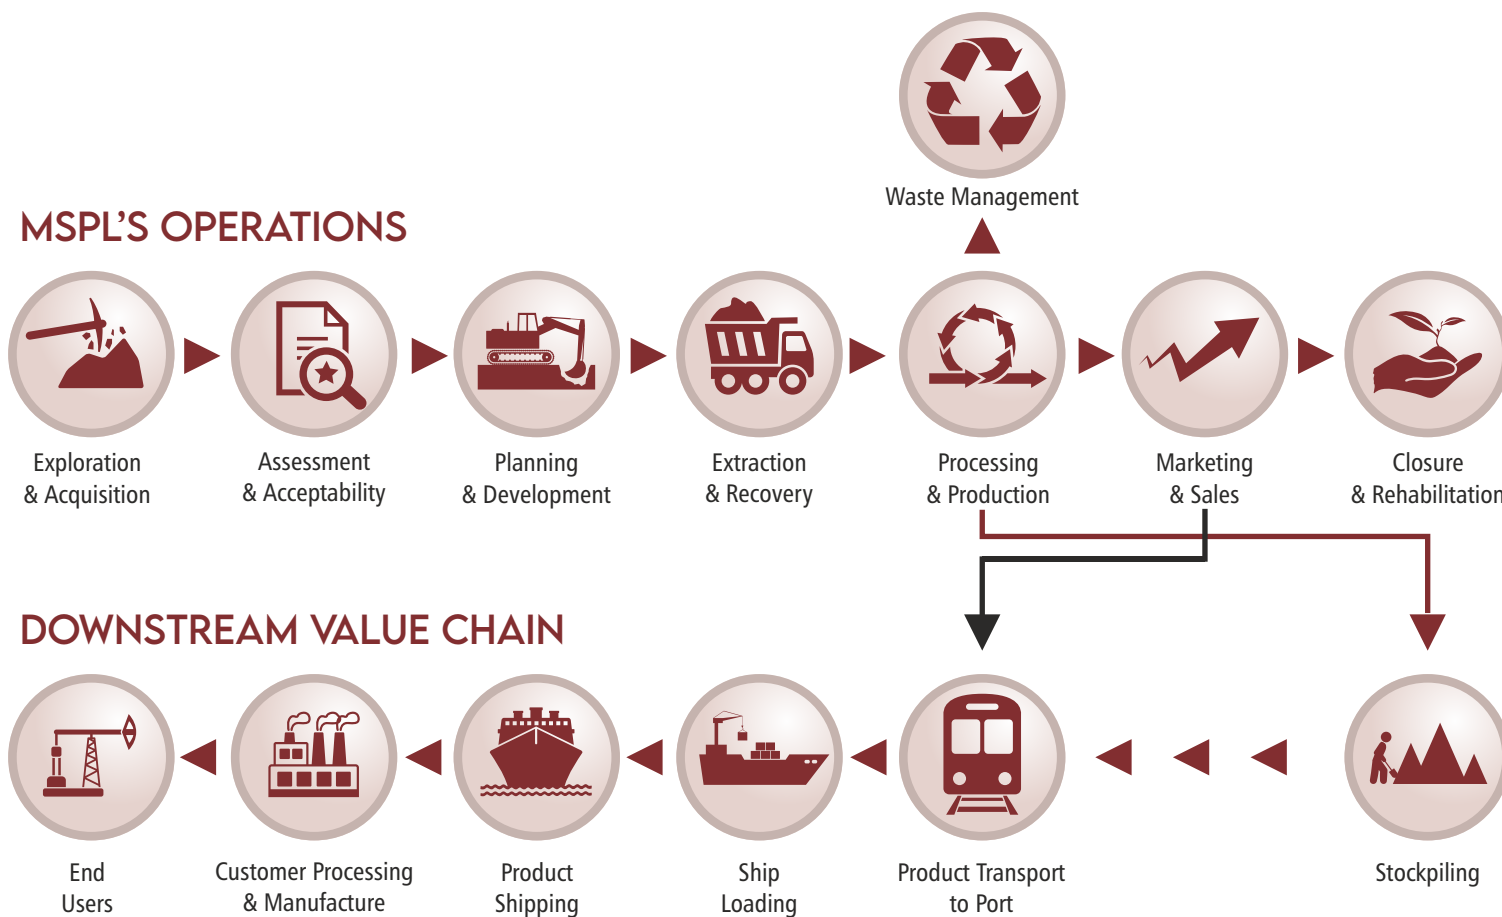 Waste Management
MSPL'S OPERATIONS
Exploration
& Acquisition
Assessment
& Acceptability
Planning
& Development
Extraction
& Recovery
Processing
& Production
Marketing
& Sales
Closure
& Rehabilitation
DOWNSTREAM VALUE CHAIN
End
Users
Customer Processing
& Manufacture
Product
Shipping
Ship
Loading
Product Transport
to Port
Stockpiling